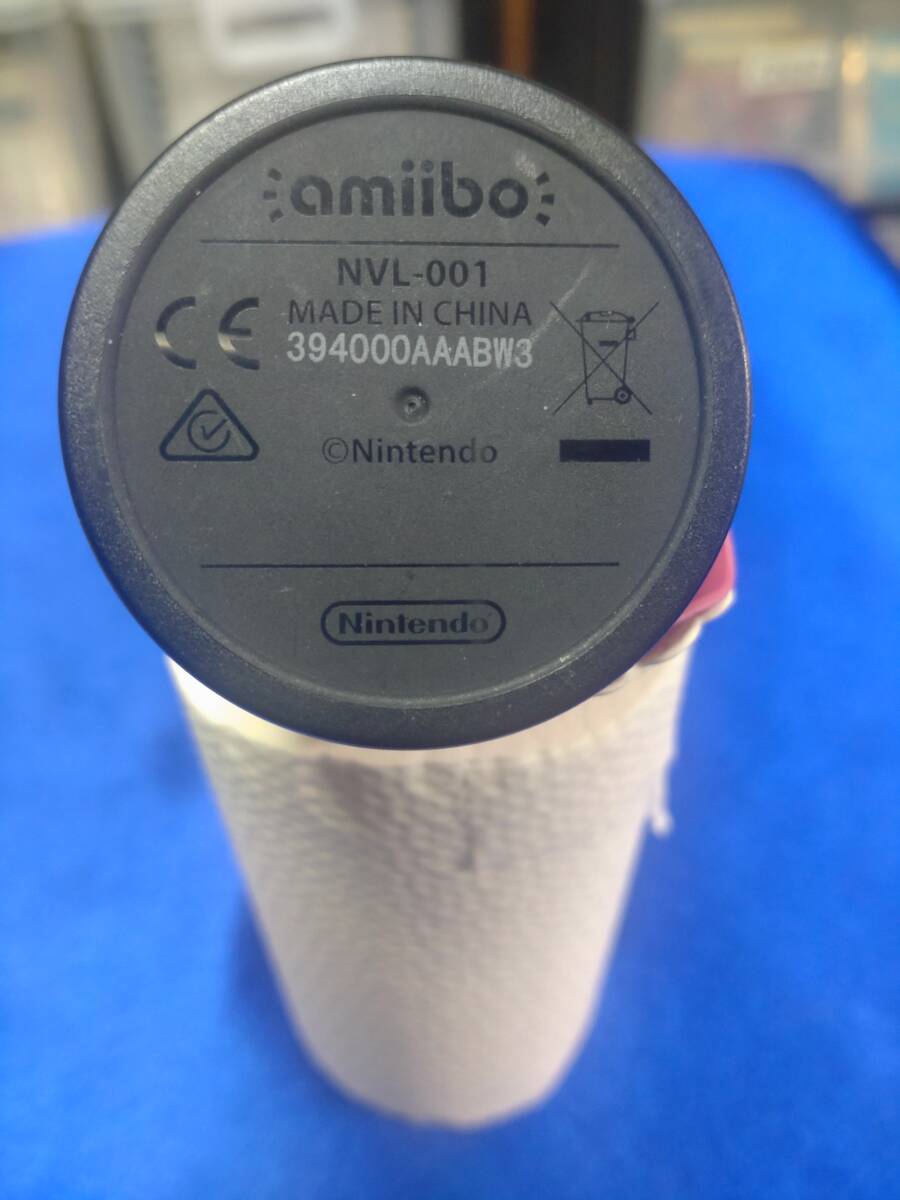 amiibo
NVL-001
MADE IN CHINA
CE
394000AAABW3
©Nintendo
Nintendo